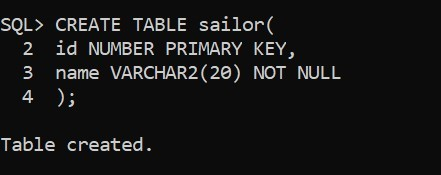 SQL> CREATE TABLE sailor(
  2  id NUMBER PRIMARY KEY,
  3  name VARCHAR2(20) NOT NULL
  4  );
Table created.